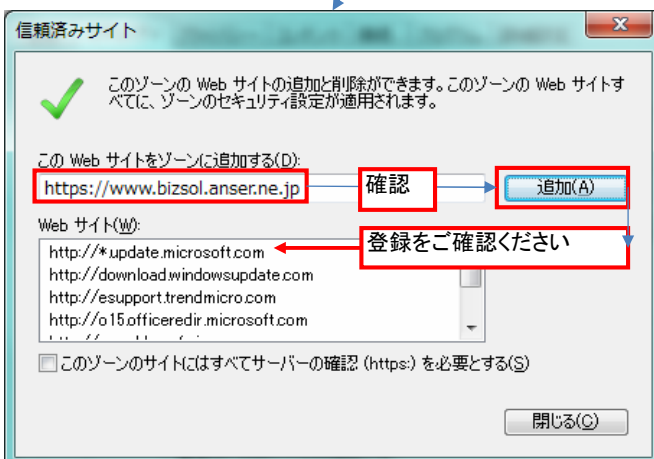 信頼済みサイト
このゾーンの Web サイトの追加と削除ができます。このゾーンの Web サイトす
べてに、ゾーンのセキュリティ設定が適用されます。
この Web サイトをゾーンに追加する(D):
https://www.bizsol.anser.ne.jp
確認
追加(A)
Web サイト(W):
登録をご確認ください
http://*.update.microsoft.com
http://download.windowsupdate.com
http://esupport.trendmicro.com
http://o15.officeredir.microsoft.com
このゾーンのサイトにはすべてサーバーの確認 (https:) を必要とする(S)
閉じる(C)